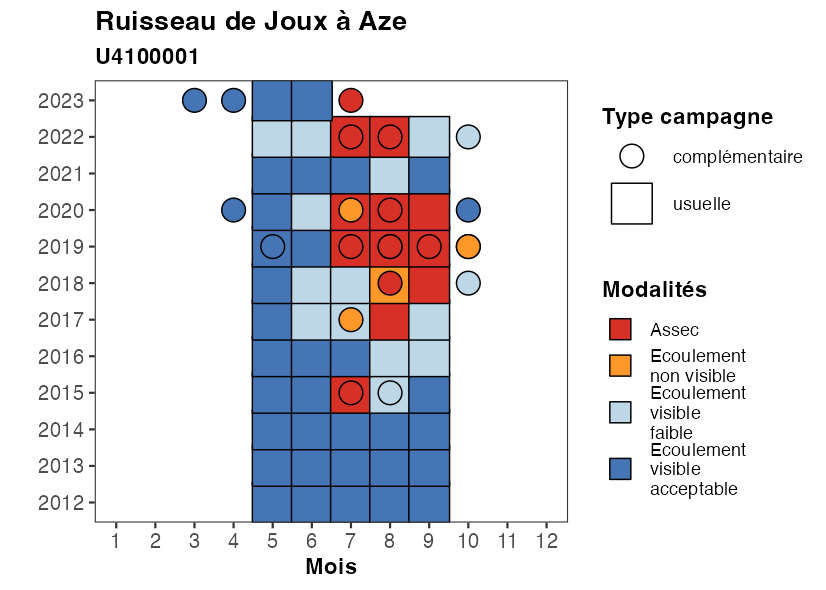 Ruisseau de Joux à Aze
U4100001
2023
2022
2021
2020
2019
2018
2017
2016
2015
2014
2013
2012
1 2 3 4 5 6 7 8 9 10 11 12
Mois
Type campagne
complémentaire
usuelle
Modalités
Assec
Ecoulement
non visible
Ecoulement
visible
faible
Ecoulement
visible
acceptable